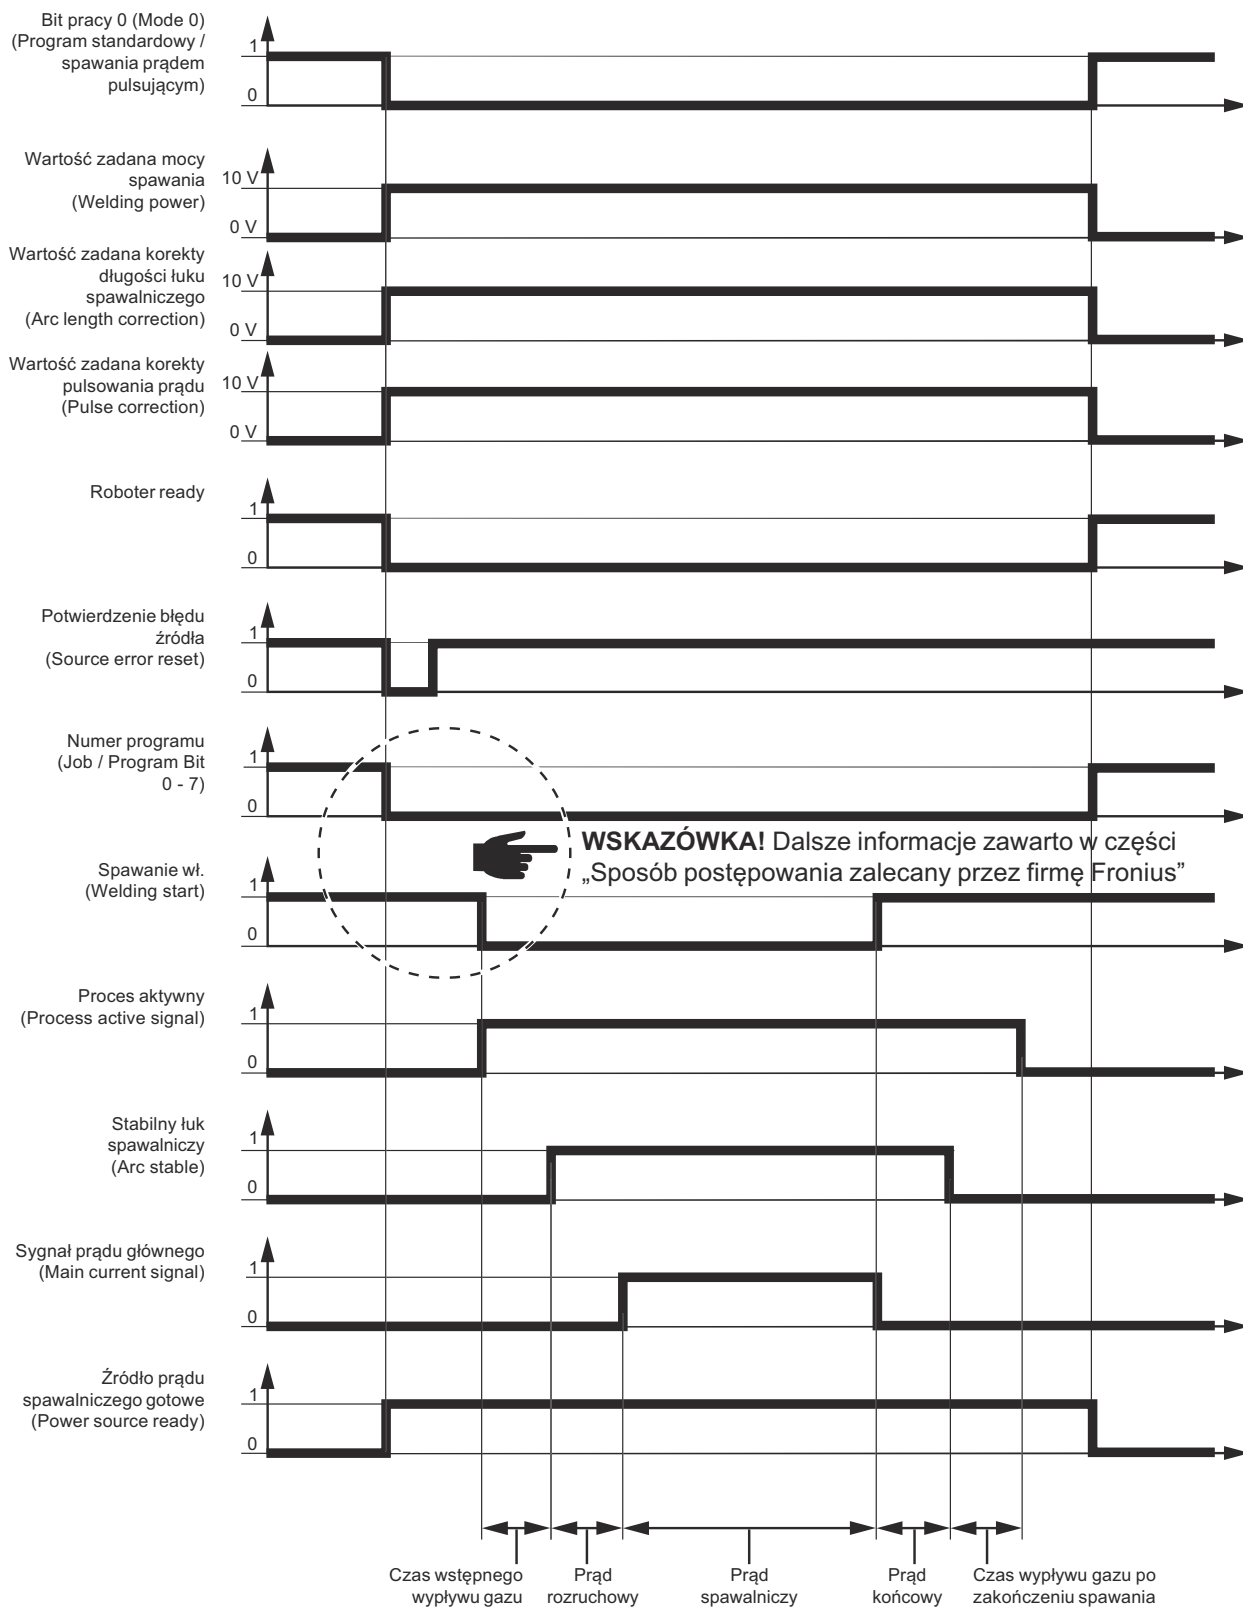 Bit pracy 0 (Mode 0)
(Program standardowy /
spawania prądem
pulsującym)
1
0
Wartość zadana mocy
spawania
(Welding power)
10 V
0 V
Wartość zadana korekty
długości łuku
spawalniczego
(Arc length correction)
10 V
0 V
Wartość zadana korekty
pulsowania prądu
(Pulse correction)
10 V
0 V
Roboter ready
1
0
Potwierdzenie błędu
źródła
(Source error reset)
1
0
Numer programu
(Job / Program Bit
0 - 7)
1
0
WSKAZÓWKA! Dalsze informacje zawarto w części
„Sposób postępowania zalecany przez firmę Fronius”
Spawanie wł.
(Welding start)
1
0
Proces aktywny
(Process active signal)
1
0
Stabilny łuk
spawalniczy
(Arc stable)
1
0
Sygnał prądu głównego
(Main current signal)
1
0
Źródło prądu
spawalniczego gotowe
(Power source ready)
1
0
Czas wstępnego
wypływu gazu
Prąd
rozruchowy
Prąd
spawalniczy
Prąd
końcowy
Czas wypływu gazu po
zakończeniu spawania